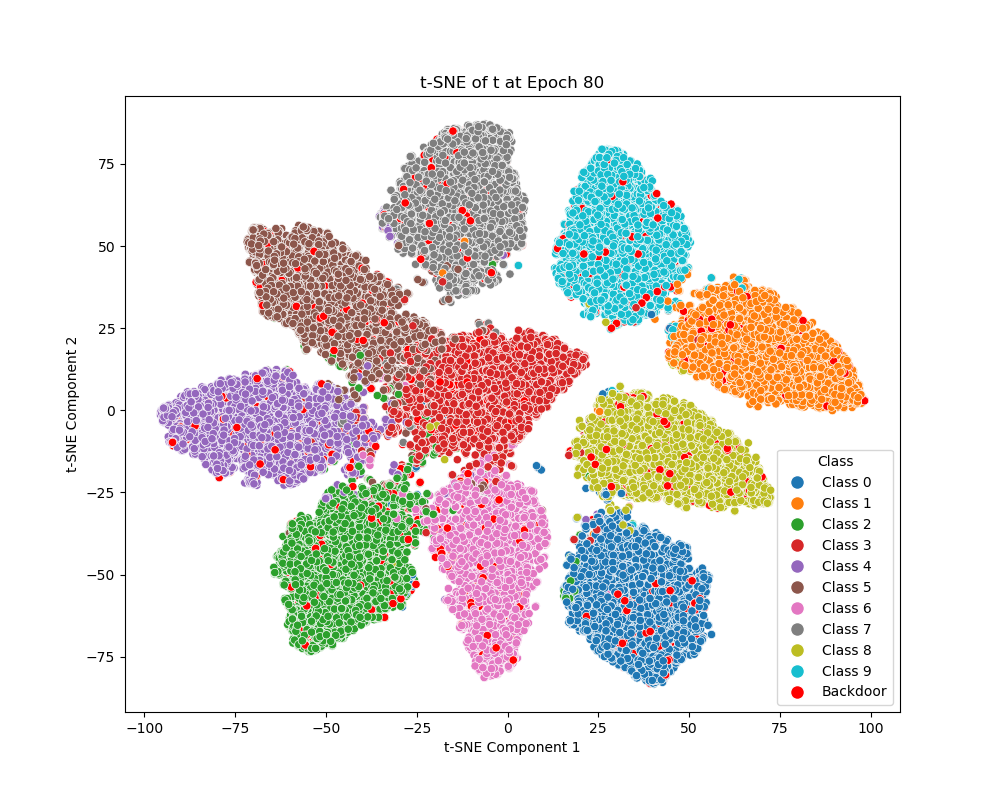 t-SNE of t at Epoch 80
t-SNE Component 2
75
50
25
0
−25
−50
−75
−100
−75
−50
−25
0
25
50
75
100
t-SNE Component 1
Class
Class 0
Class 1
Class 2
Class 3
Class 4
Class 5
Class 6
Class 7
Class 8
Class 9
Backdoor